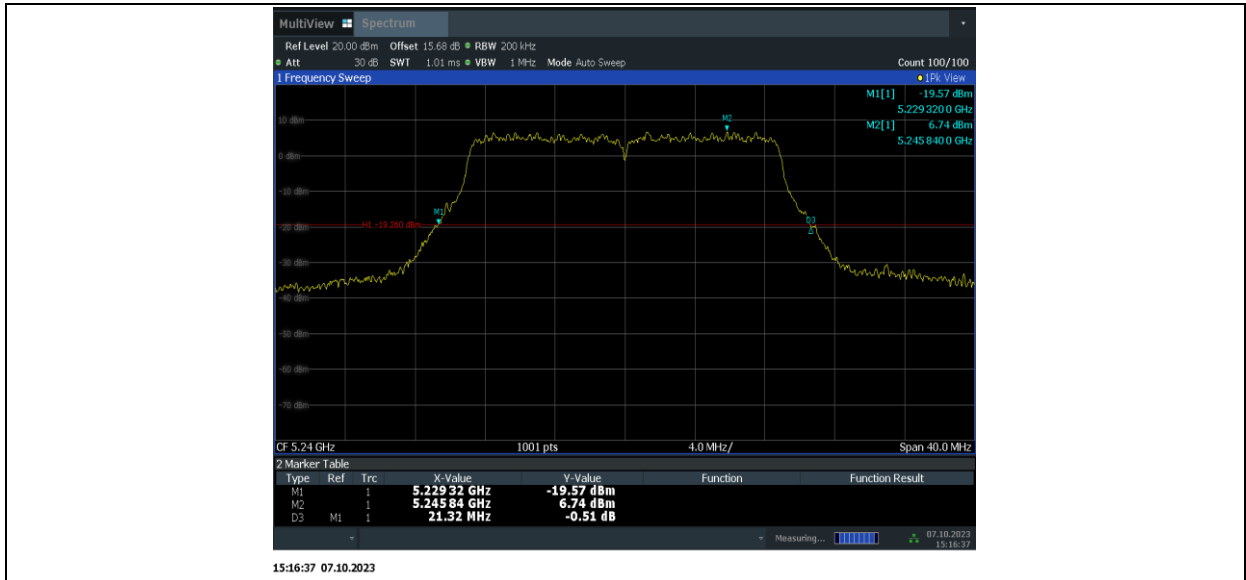 MultiView Spectrum
Ref Level 20.00 dBm Offset 15.68 dB RBW 200 kHz
Att 30 dB SWT 1.01 ms VBW 1 MHz Mode Auto Sweep Count 100/100
1 Frequency Sweep 1Pk View
M1[1] -19.57 dBm
5.229 320 0 GHz
M2[1] 6.74 dBm
5.245 840 0 GHz
M2
10 dBm
0 dBm
-10 dBm
M1
H1 -19.260 dBm
D3
-20 dBm
-30 dBm
-40 dBm
-50 dBm
-60 dBm
-70 dBm
CF 5.24 GHz 1001 pts 4.0 MHz/ Span 40.0 MHz
2 Marker Table
Type Ref Trc X-Value Y-Value Function Function Result
M1 1 5.229 32 GHz -19.57 dBm
M2 1 5.245 84 GHz 6.74 dBm
D3 M1 1 21.32 MHz -0.51 dB
Measuring... 07.10.2023
15:16:37
15:16:37 07.10.2023